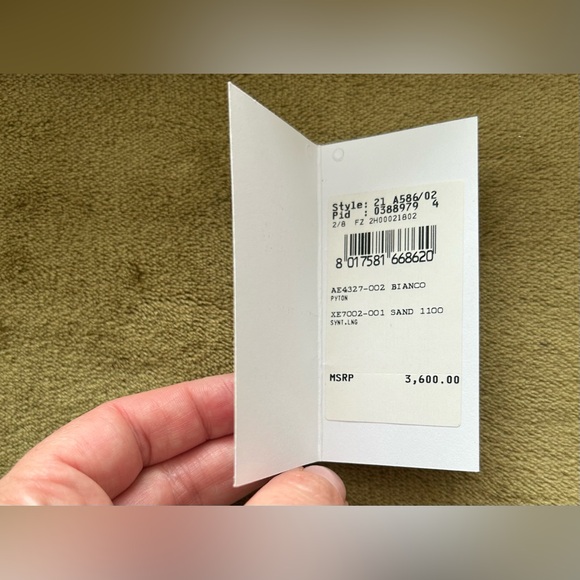 Style: 21 A586/02
Pid : 0388979 4
2/8 FZ 2H00021802
8 017581 668620
AE4327-002 BIANCO
PYTON
XE7002-001 SAND 1100
SYNT.LNG
MSRP 3,600.00